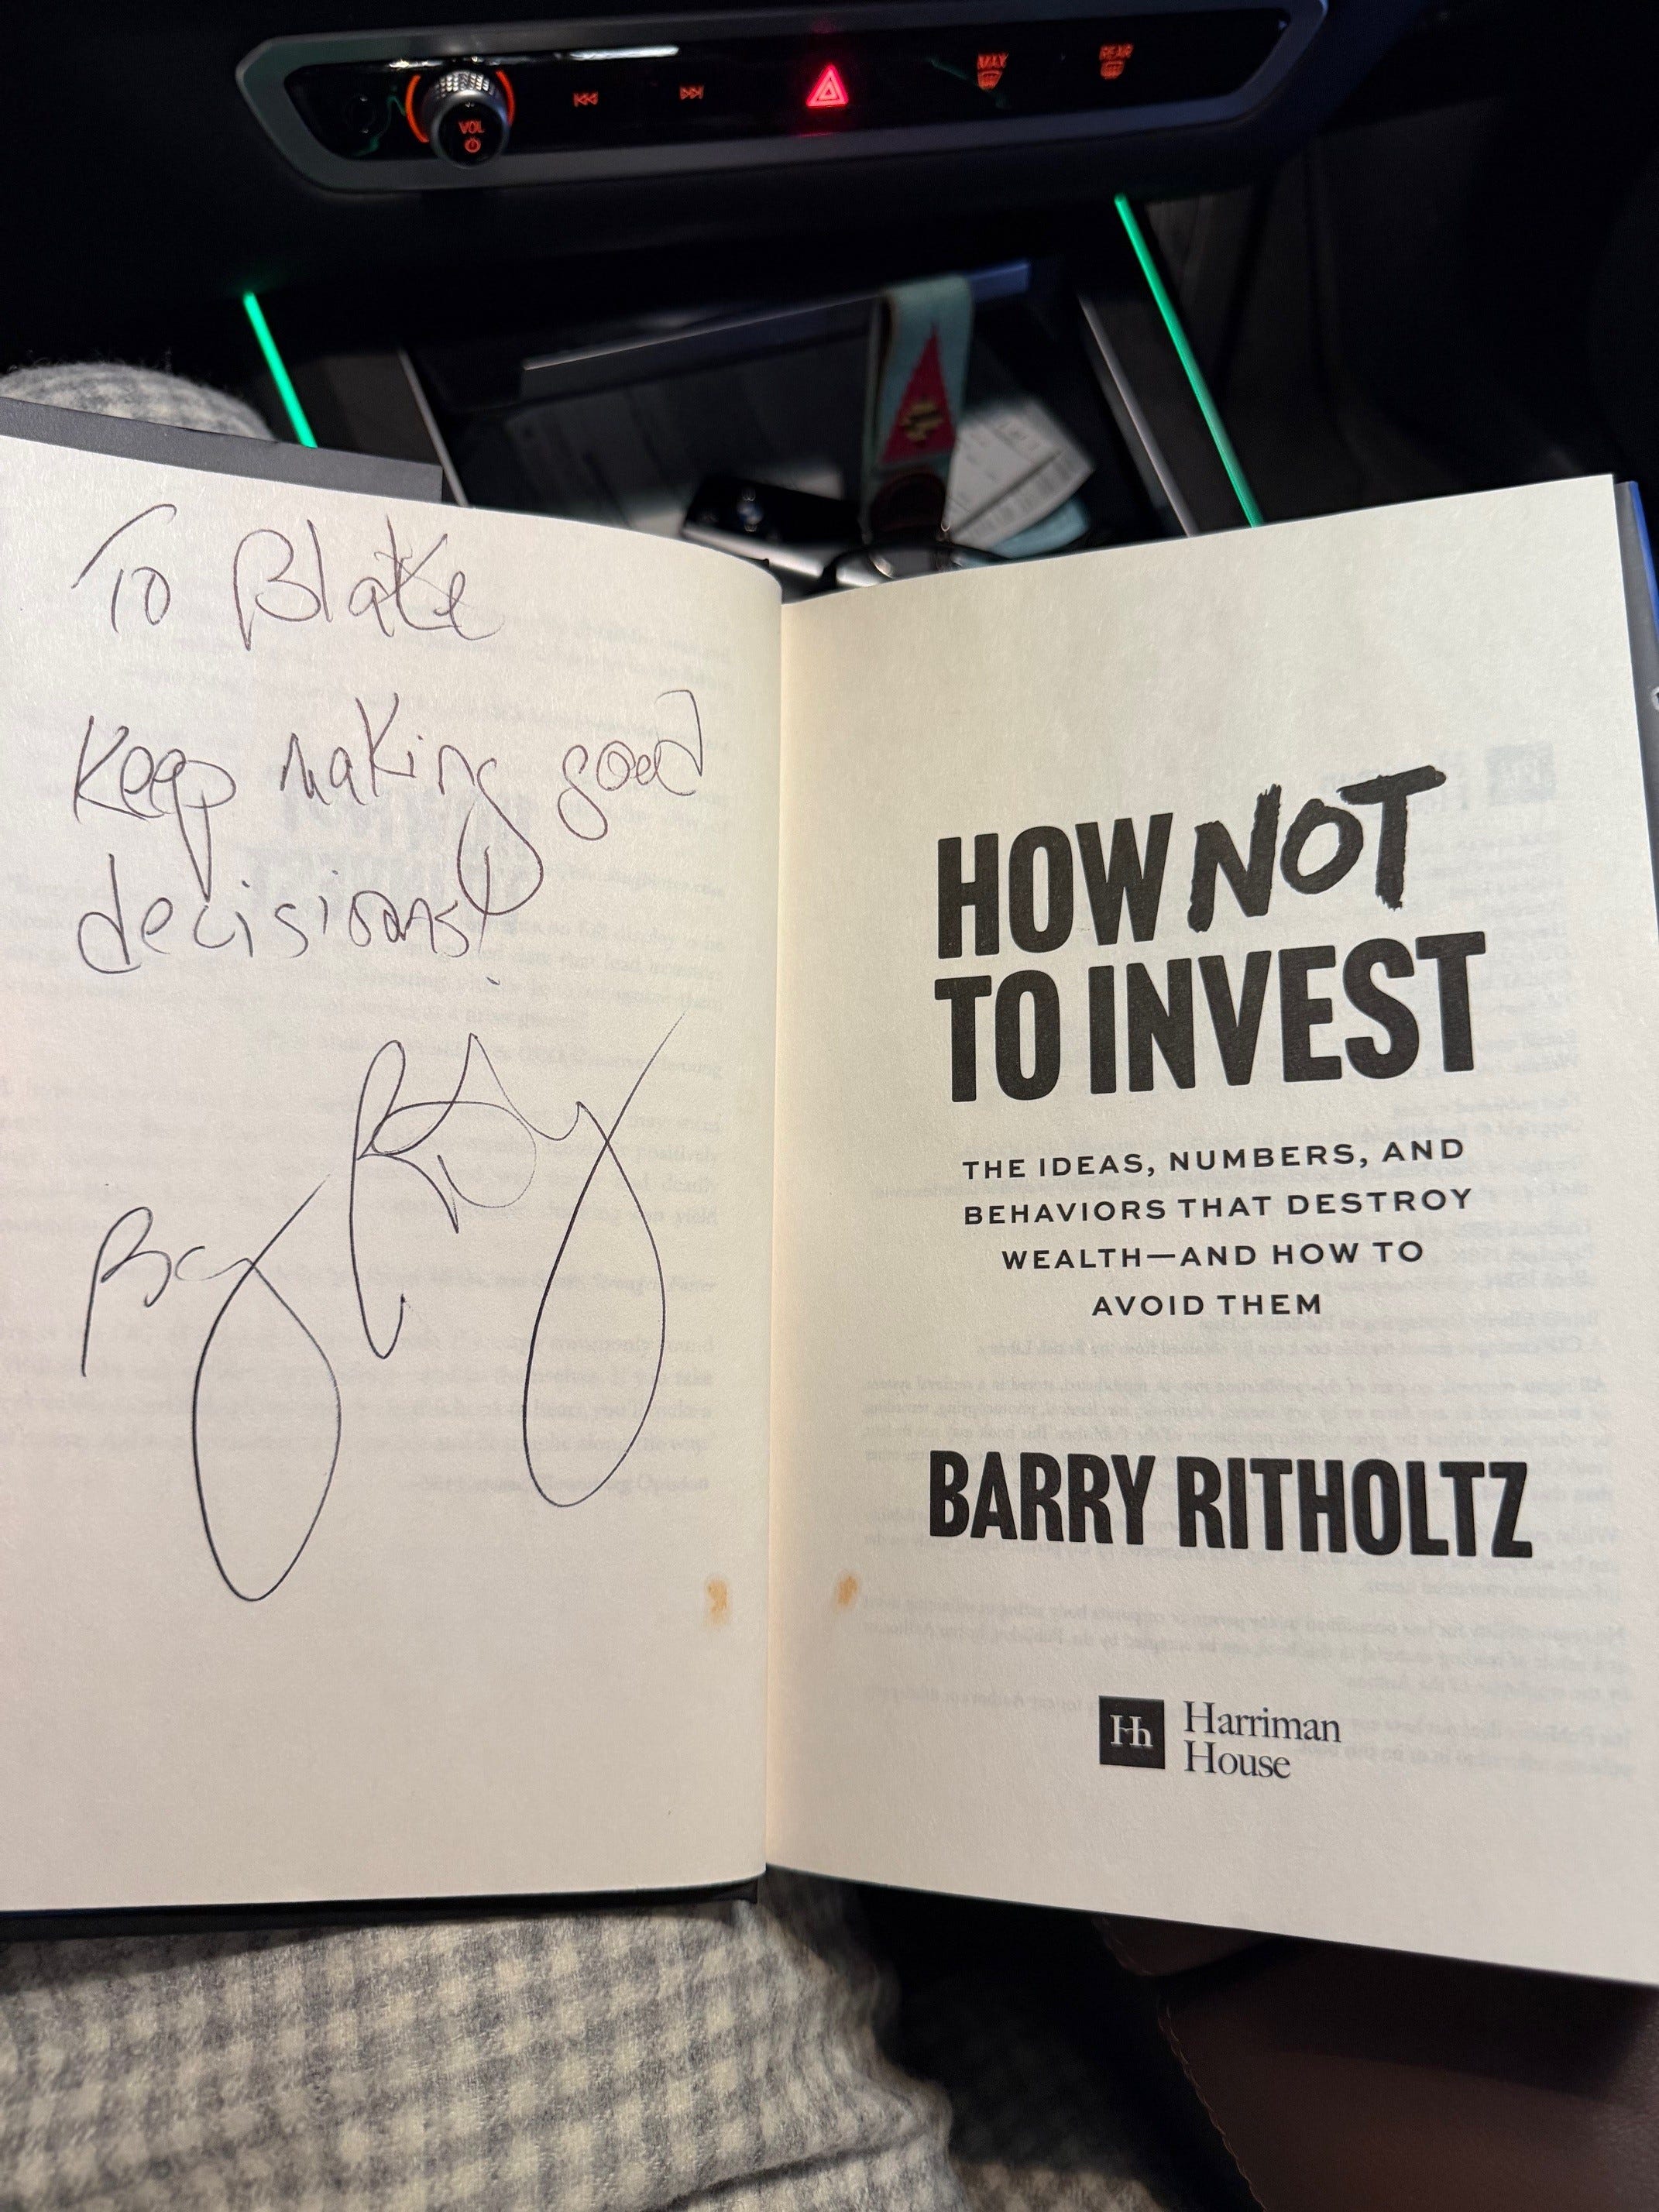 VOL
MAX
REAR
To Blake
Keep making good
decisions!
HOW NOT
TO INVEST
THE IDEAS, NUMBERS, AND
BEHAVIORS THAT DESTROY
WEALTH—AND HOW TO
AVOID THEM
BARRY RITHOLTZ
Hh
Harriman
House